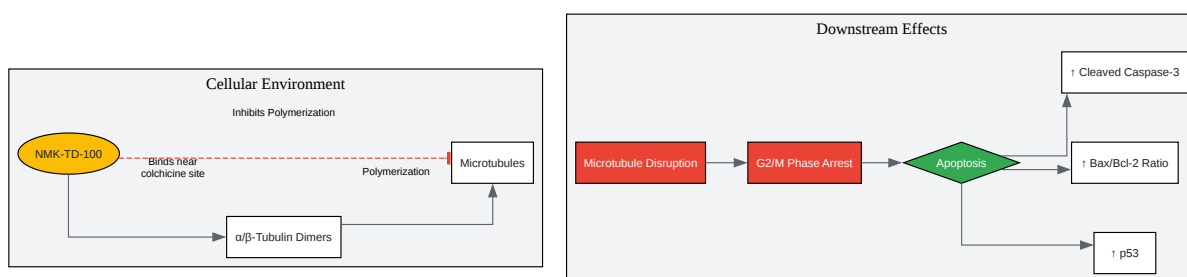 Cellular Environment
Inhibits Polymerization
NMK-TD-100
Binds near
colchicine site
Polymerization
Microtubules
α/β-Tubulin Dimers
Downstream Effects
↑ Cleaved Caspase-3
Microtubule Disruption
G2/M Phase Arrest
Apoptosis
↑ Bax/Bcl-2 Ratio
↑ p53